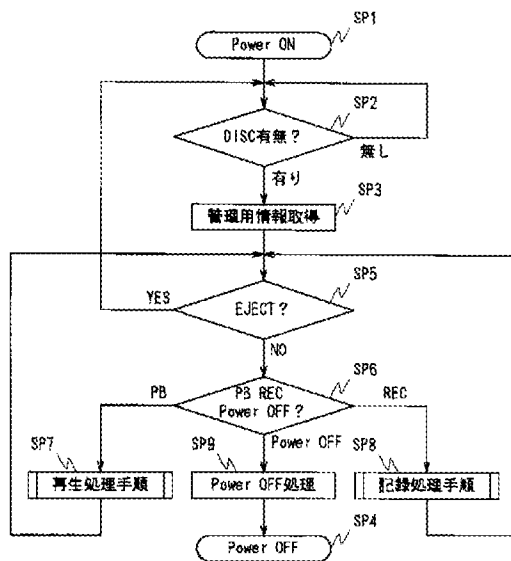 SP1
Power ON
SP2
DISC有無？
無し
有り
SP3
管理用情報取得
SP5
YES
EJECT？
NO
SP6
PB
PB REC
Power OFF？
REC
SP7
SP9
Power OFF
SP8
再生処理手順
Power OFF処理
記録処理手順
SP4
Power OFF